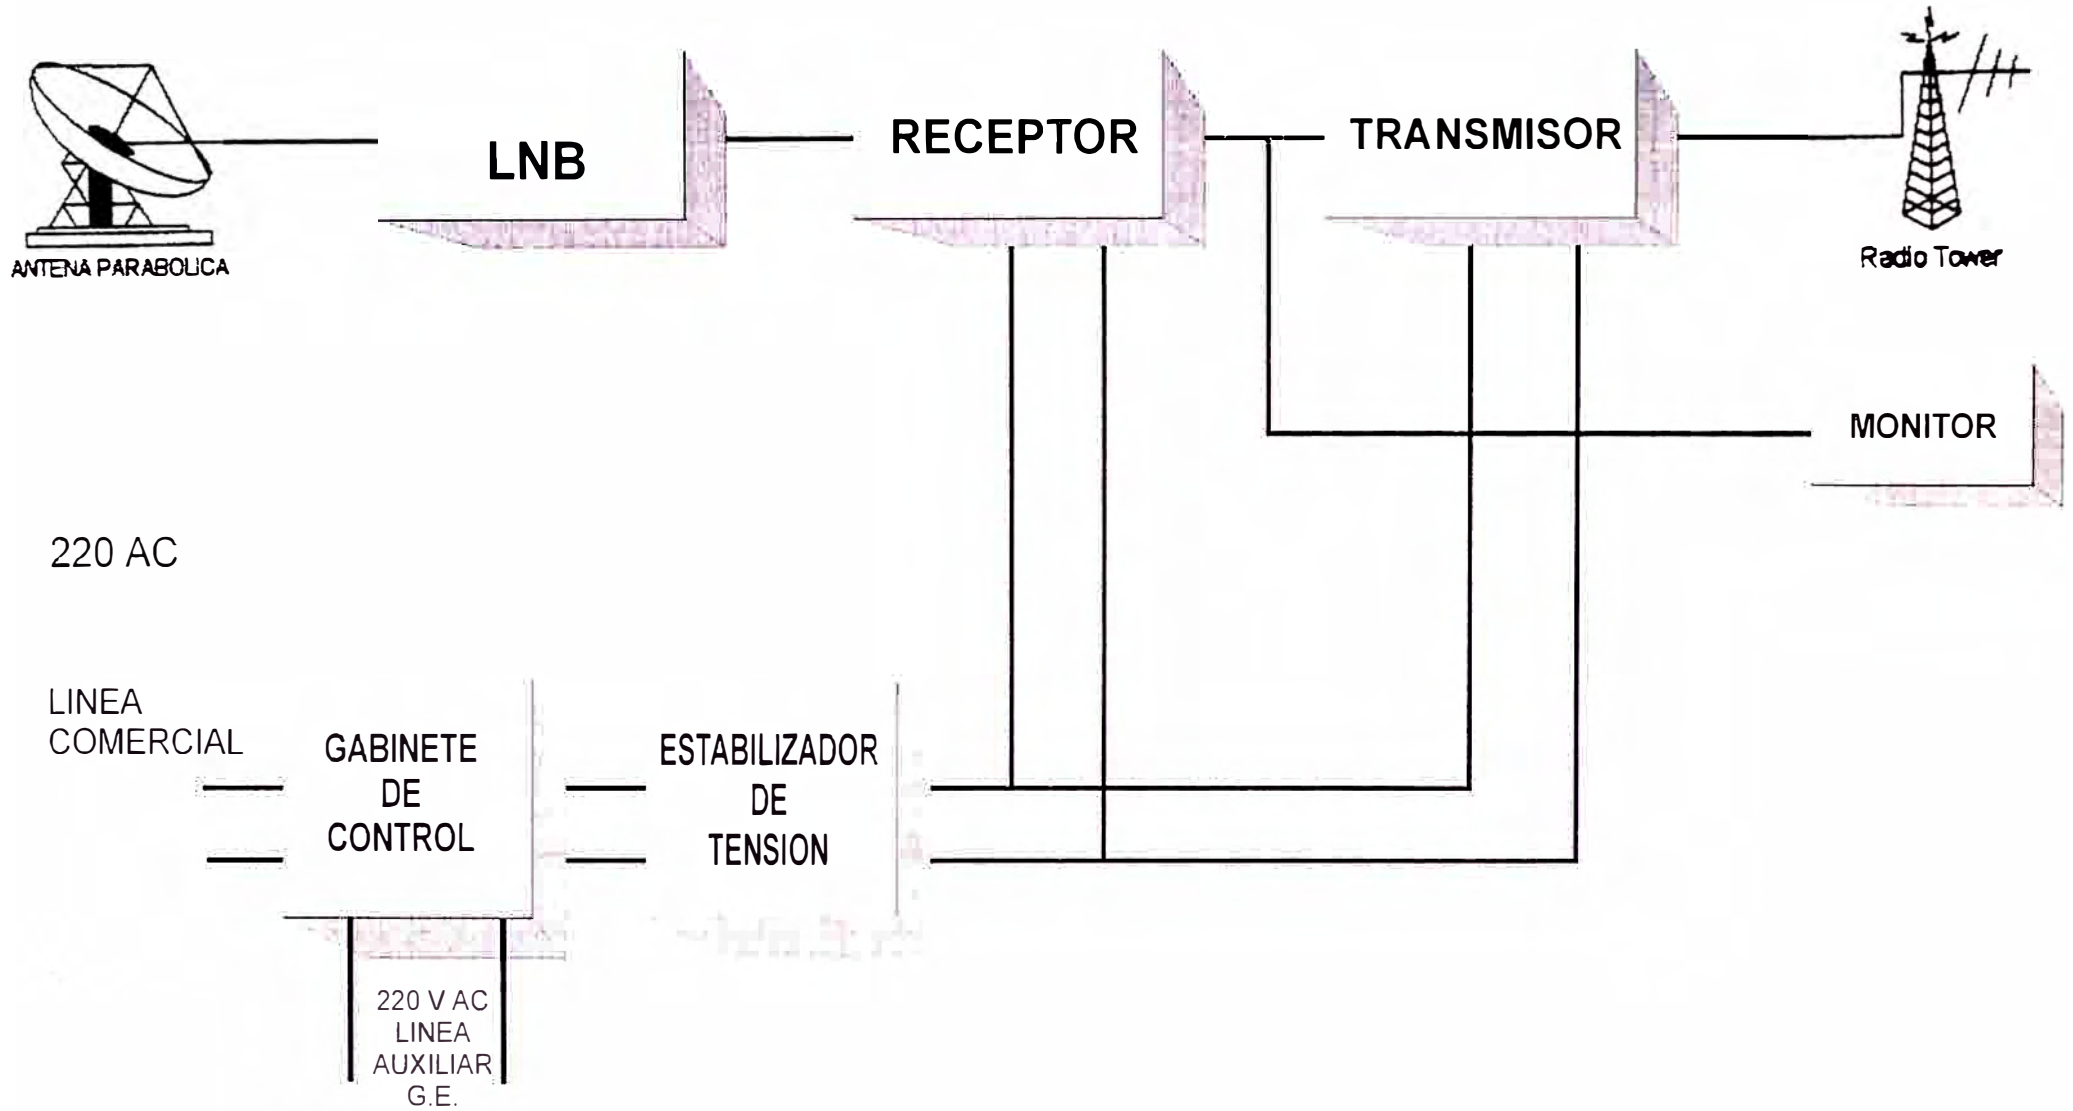 LNB
RECEPTOR
TRANSMISOR
ANTENA PARABOLICA
Radio Tower
MONITOR
220 AC
LINEA
COMERCIAL
GABINETE
DE
CONTROL
ESTABILIZADOR
DE
TENSION
220 V AC
LINEA
AUXILIAR
G.E.